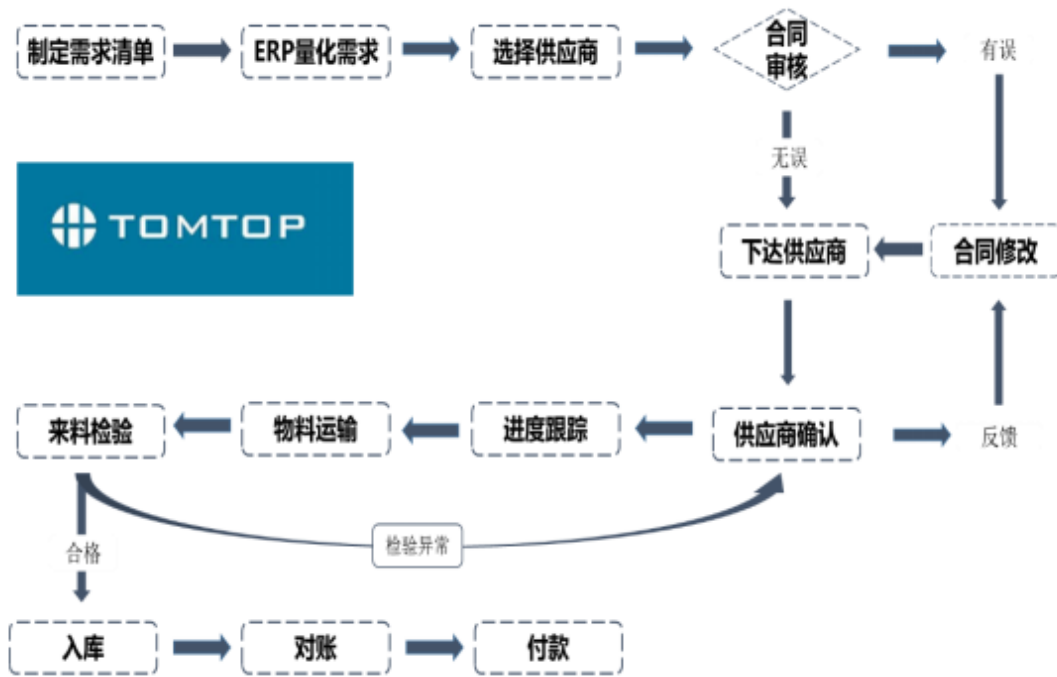 制定需求清单
ERP量化需求
选择供应商
合同
审核
有误
无误
TOMTOP
下达供应商
合同修改
来料检验
物料运输
进度跟踪
供应商确认
反馈
检验异常
合格
入库
对账
付款